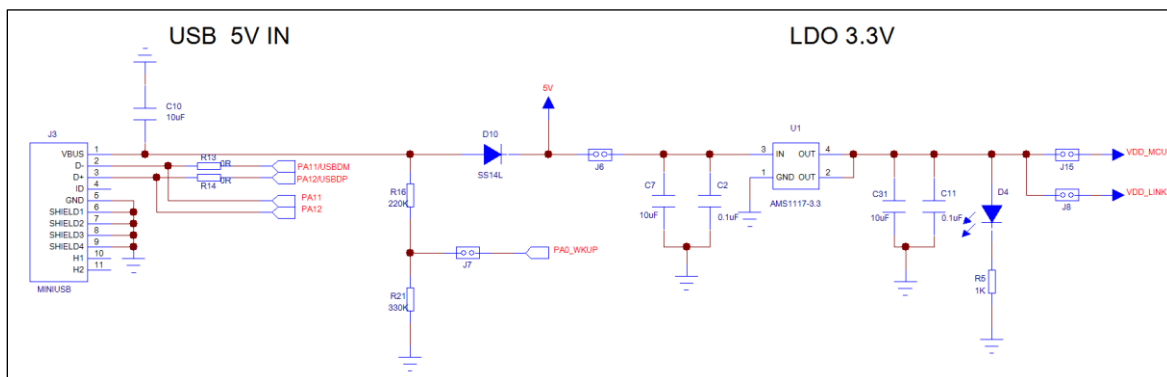 USB 5V IN
LDO 3.3V
C10
10uF
5V
J3
D10
U1
VBUS
1
R13
0R
PA11/USBDM
D-
2
SS14L
J6
3
IN
OUT
4
J15
VDD_MCU
D+
3
R14
0R
PA12/USBDP
1
GND
OUT
2
ID
4
R16
220K
C7
10uF
C2
0.1uF
AMS1117-3.3
C31
10uF
C11
0.1uF
D4
J8
VDD_LINK
GND
5
PA11
SHIELD1
6
PA12
SHIELD2
7
SHIELD3
8
SHIELD4
9
H1
10
H2
11
MINIUSB
J7
PA0_WKUP
R21
330K
R5
1K